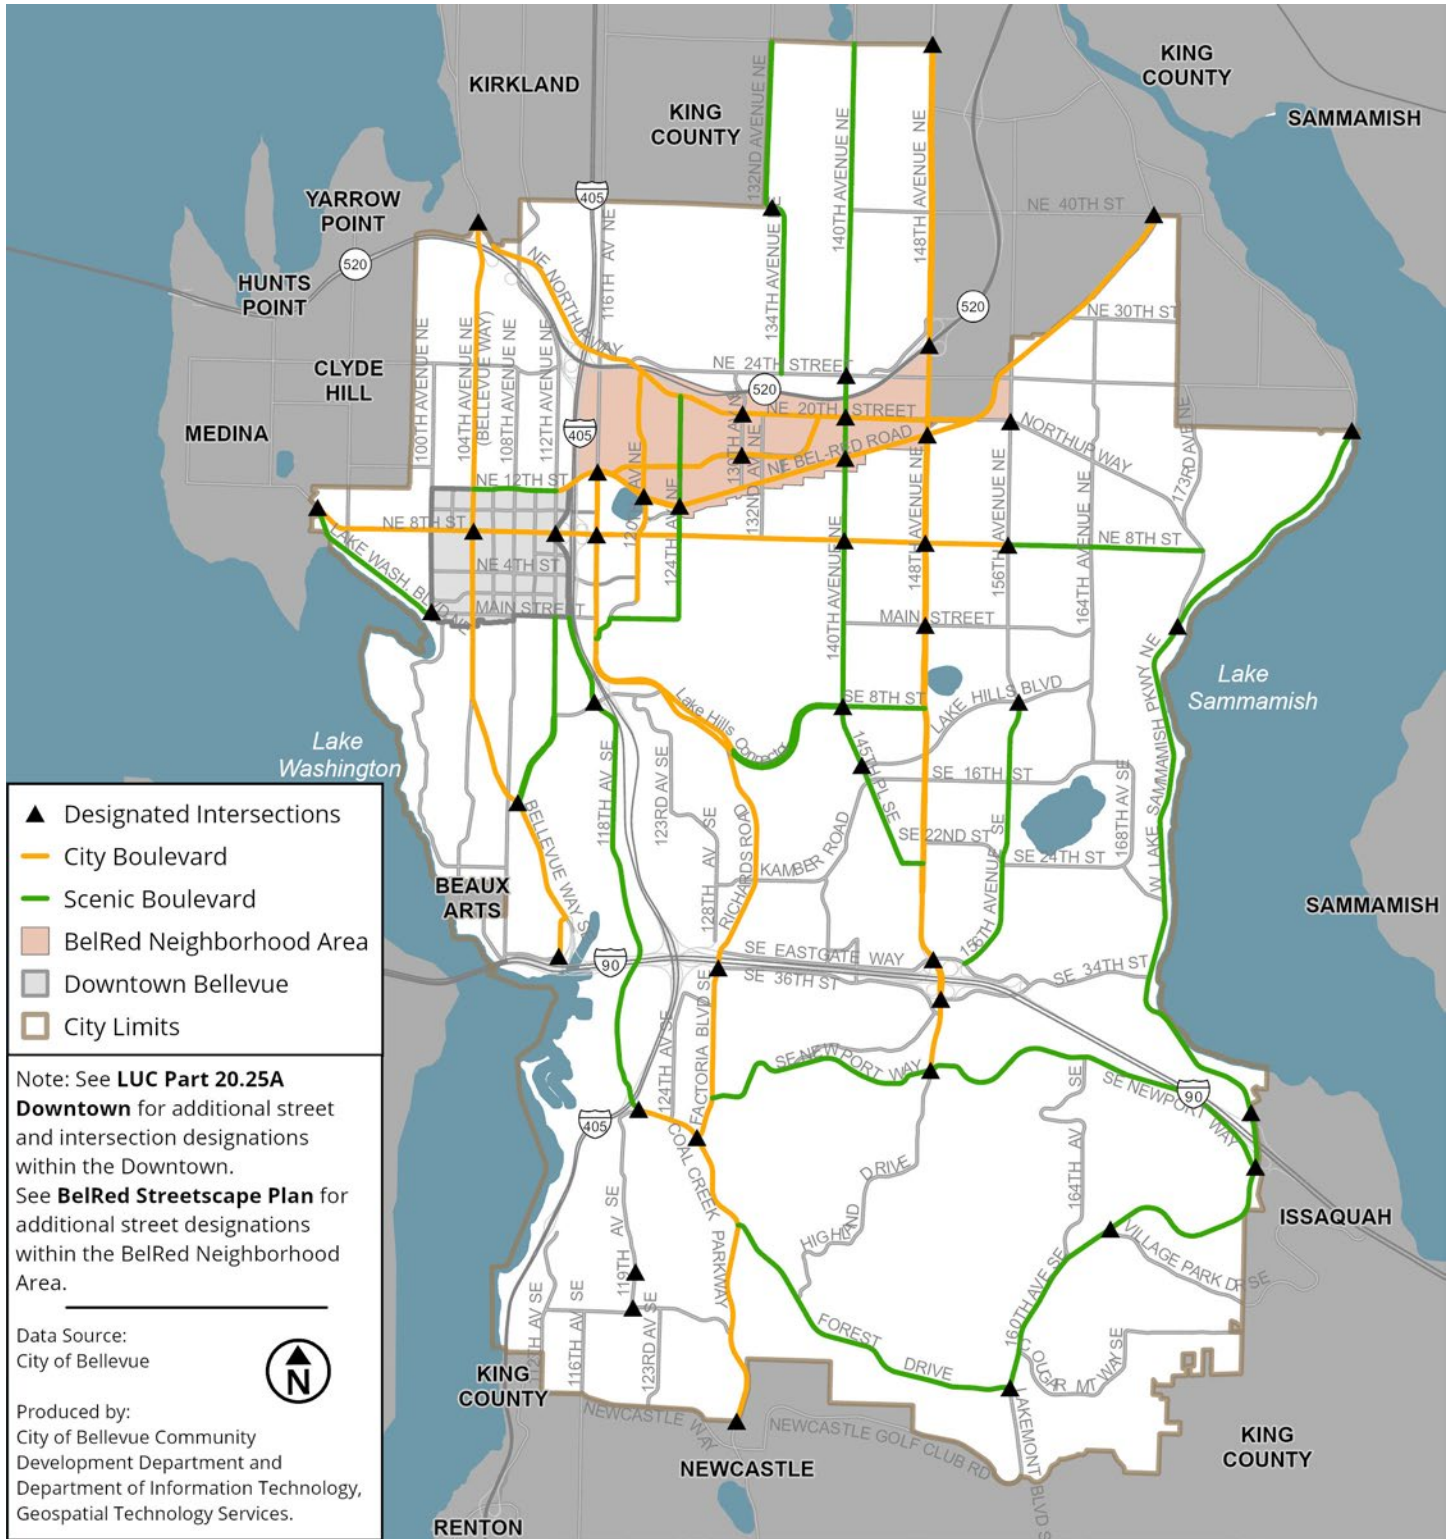 KIRKLAND
KING
COUNTY
KING
COUNTY
SAMMAMISH
132ND AVENUE NE
140TH AVENUE NE
148TH AVENUE NE
405
YARROW
POINT
NE 40TH ST
520
116TH AV NE
134TH AVENUE
HUNTS
POINT
NE NORTHUP WAY
520
NE 30TH ST
CLYDE
HILL
100TH AVENUE NE
104TH AVENUE NE
(BELLEVUE WAY)
108TH AVENUE NE
112TH AVENUE NE
NE 24TH STREET
520
MEDINA
405
NE 20TH STREET
NE BEL-RED ROAD
NORTHUP WAY
173RD AVE NE
NE 12TH ST
132ND AV NE
124TH AV NE
NE 8TH ST
NE 8TH ST
LAKE WASH. BLVD NE
NE 4TH ST
MAIN STREET
140TH AVENUE NE
148TH AVENUE NE
156TH AVENUE NE
164TH AVENUE NE
MAIN STREET
Lake
Sammamish
SE 8TH ST
LAKE HILLS BLVD
Lake Hills Connector
Lake
Washington
145TH PL SE
SE 16TH ST
W LAKE SAMMAMISH PKWY NE
118TH AV SE
123RD AV SE
128TH AV SE
RICHARDS ROAD
KAMBER ROAD
SE 22ND ST
SE 24TH ST
168TH AV SE
BELLEVUE WAY SE
156TH AVENUE SE
BEAUX
ARTS
SAMMAMISH
90
SE EASTGATE WAY
SE 36TH ST
SE 34TH ST
124TH AV SE
FACTORIA BLVD SE
SE NEWPORT WAY
SE NEWPORT WAY
90
405
COAL CREEK PARKWAY
HIGHLAND DRIVE
164TH AV SE
ISSAQUAH
VILLAGE PARK DR SE
119TH AV SE
160TH AVE SE
FOREST DRIVE
COUGAR MT WAY SE
112TH AV SE
116TH AV SE
123RD AV SE
KING
COUNTY
NEWCASTLE WAY
NEWCASTLE GOLF CLUB RD
LAKEMONT BLVD S
NEWCASTLE
KING
COUNTY
RENTON
Designated Intersections
City Boulevard
Scenic Boulevard
BelRed Neighborhood Area
Downtown Bellevue
City Limits
Note: See LUC Part 20.25A
Downtown for additional street
and intersection designations
within the Downtown.
See BelRed Streetscape Plan for
additional street designations
within the BelRed Neighborhood
Area.
Data Source:
City of Bellevue
N
Produced by:
City of Bellevue Community
Development Department and
Department of Information Technology,
Geospatial Technology Services.